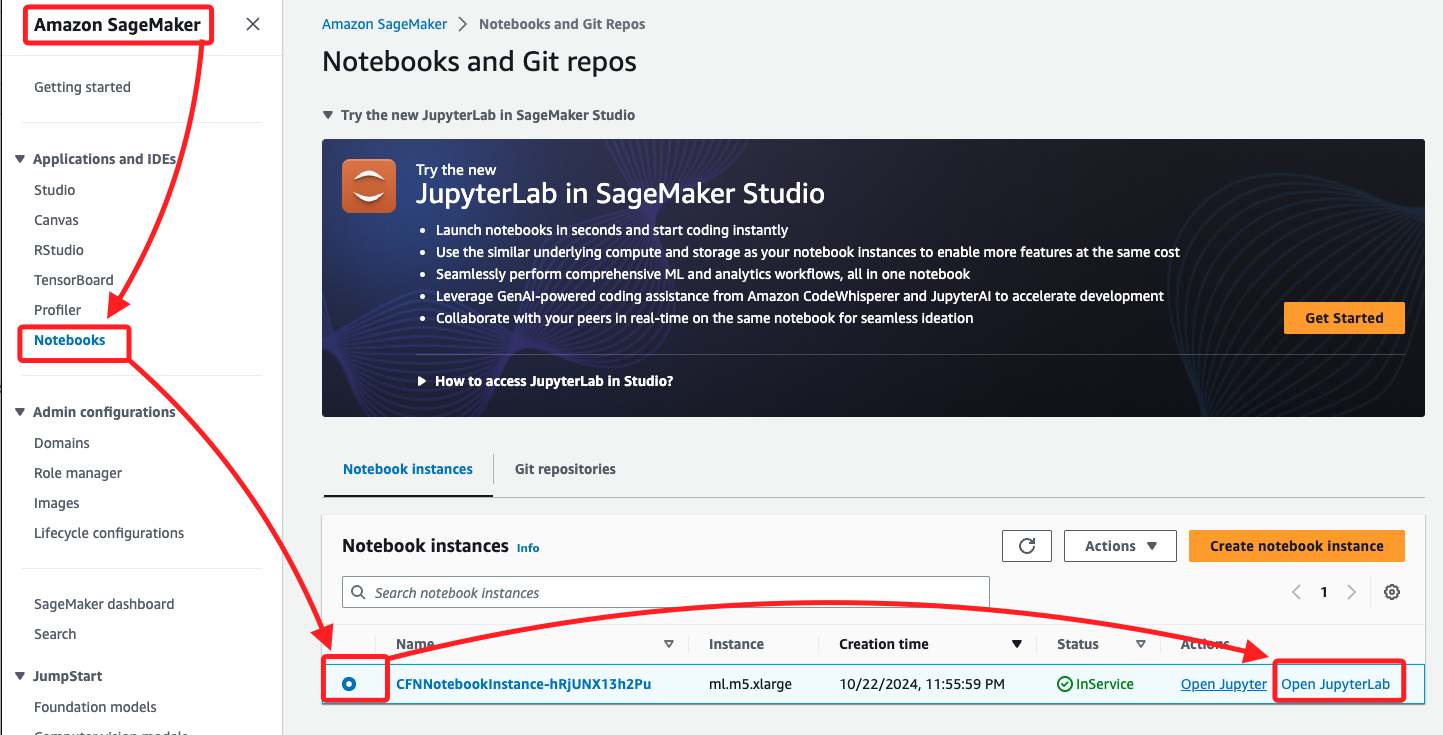 Amazon SageMaker
Getting started
Applications and IDEs
Studio
Canvas
RStudio
TensorBoard
Profiler
Notebooks
Admin configurations
Domains
Role manager
Images
Lifecycle configurations
SageMaker dashboard
Search
JumpStart
Foundation models
Computer vision models
Amazon SageMaker > Notebooks and Git Repos
Notebooks and Git repos
Try the new JupyterLab in SageMaker Studio
Try the new
JupyterLab in SageMaker Studio
• Launch notebooks in seconds and start coding instantly
• Use the similar underlying compute and storage as your notebook instances to enable more features at the same cost
• Seamlessly perform comprehensive ML and analytics workflows, all in one notebook
• Leverage GenAI-powered coding assistance from Amazon CodeWhisperer and JupyterAI to accelerate development
• Collaborate with your peers in real-time on the same notebook for seamless ideation
Get Started
How to access JupyterLab in Studio?
Notebook instances Git repositories
Notebook instances Info Actions Create notebook instance
Search notebook instances 1
Name Instance Creation time Status Actions
CFNNotebookInstance-hRjUNX13h2Pu ml.m5.xlarge 10/22/2024, 11:55:59 PM InService Open Jupyter Open JupyterLab